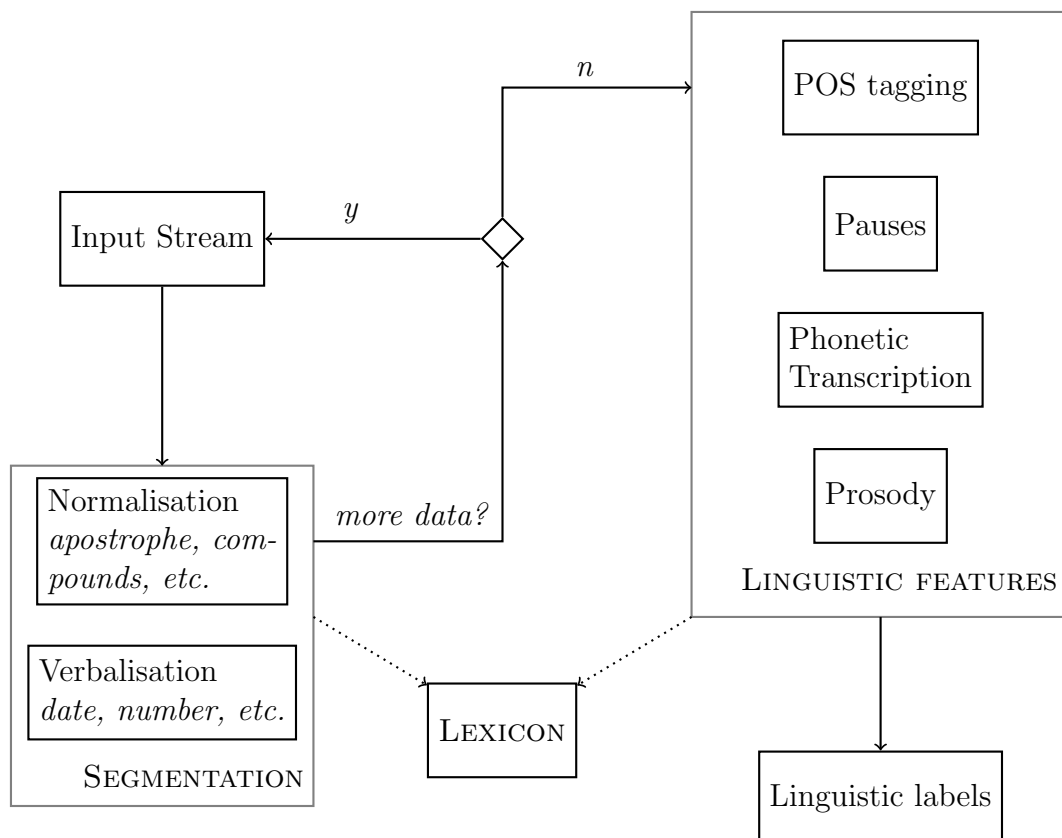 n
POS tagging
y
Input Stream
Pauses
Phonetic
Transcription
Normalisation
apostrophe, com-
pounds, etc.
more data?
Prosody
LINGUISTIC FEATURES
Verbalisation
date, number, etc.
SEGMENTATION
LEXICON
Linguistic labels